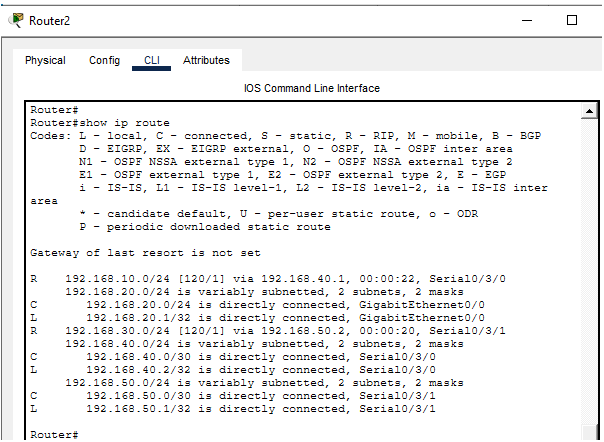 Router2
Physical Config CLI Attributes
IOS Command Line Interface
Router#
Router#show ip route
Codes: L - local, C - connected, S - static, R - RIP, M - mobile, B - BGP
D - EIGRP, EX - EIGRP external, O - OSPF, IA - OSPF inter area
N1 - OSPF NSSA external type 1, N2 - OSPF NSSA external type 2
E1 - OSPF external type 1, E2 - OSPF external type 2, E - EGP
i - IS-IS, L1 - IS-IS level-1, L2 - IS-IS level-2, ia - IS-IS inter
area
* - candidate default, U - per-user static route, o - ODR
P - periodic downloaded static route
Gateway of last resort is not set
R 192.168.10.0/24 [120/1] via 192.168.40.1, 00:00:22, Serial0/3/0
192.168.20.0/24 is variably subnetted, 2 subnets, 2 masks
C 192.168.20.0/24 is directly connected, GigabitEthernet0/0
L 192.168.20.1/32 is directly connected, GigabitEthernet0/0
R 192.168.30.0/24 [120/1] via 192.168.50.2, 00:00:20, Serial0/3/1
192.168.40.0/24 is variably subnetted, 2 subnets, 2 masks
C 192.168.40.0/30 is directly connected, Serial0/3/0
L 192.168.40.2/32 is directly connected, Serial0/3/0
192.168.50.0/24 is variably subnetted, 2 subnets, 2 masks
C 192.168.50.0/30 is directly connected, Serial0/3/1
L 192.168.50.1/32 is directly connected, Serial0/3/1
Router#